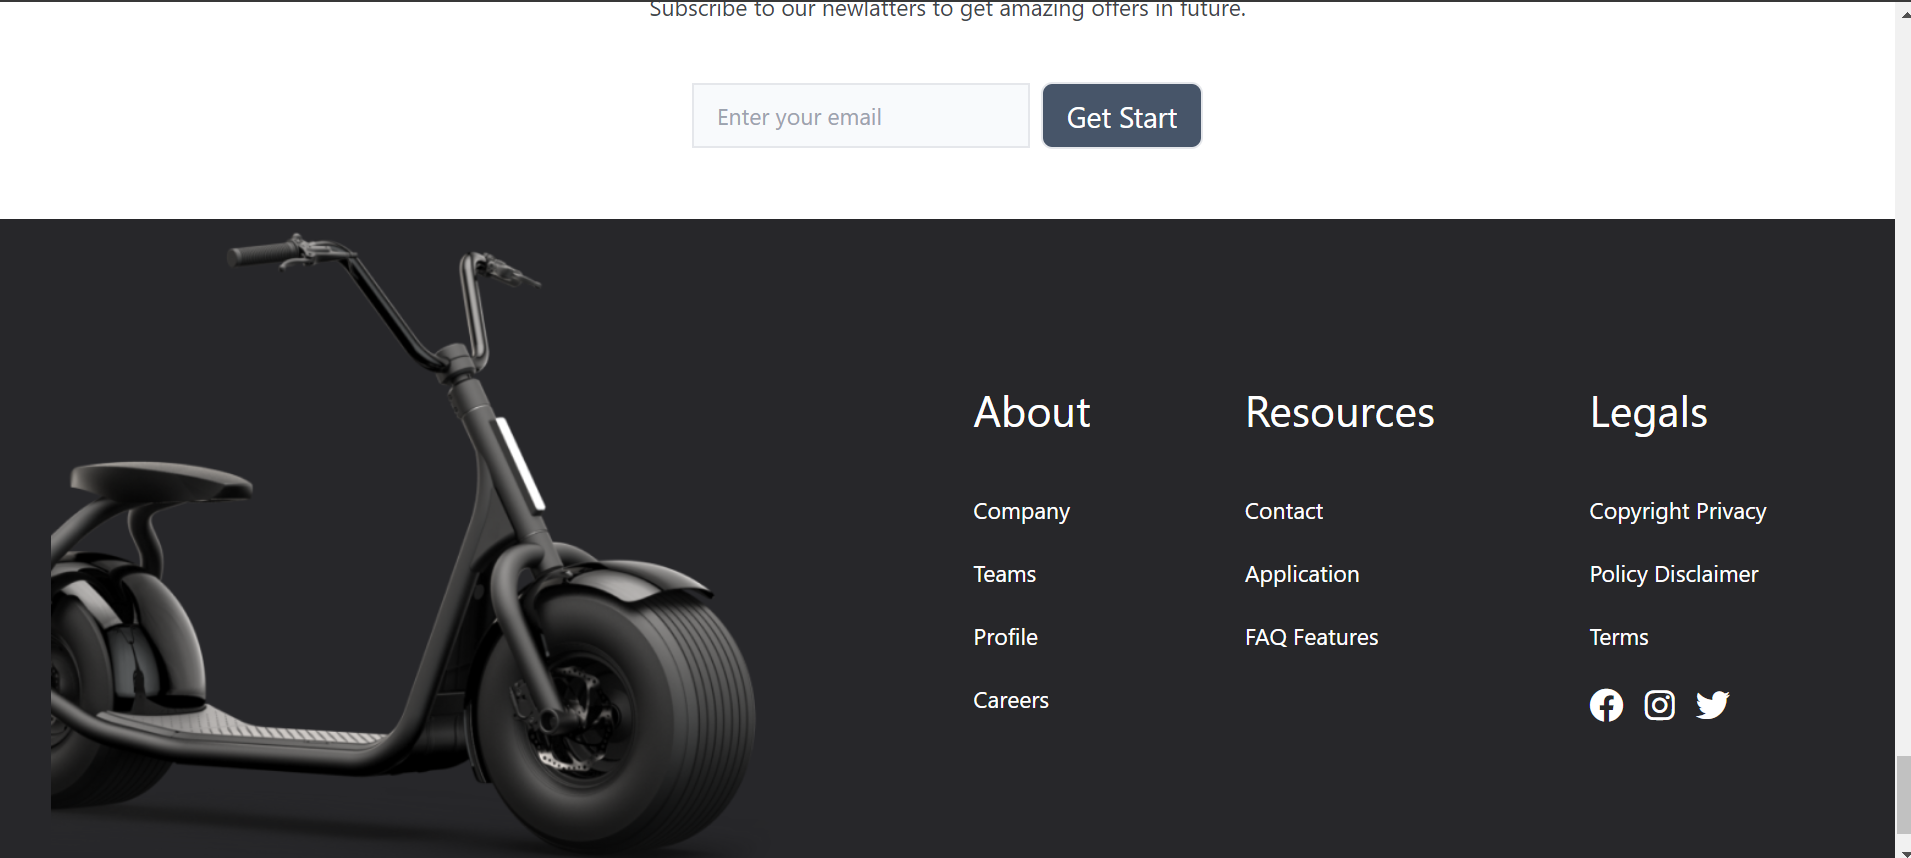 Subscribe to our newlatters to get amazing offers in future.
Enter your email
Get Start
About
Company
Teams
Profile
Careers
Resources
Contact
Application
FAQ Features
Legals
Copyright Privacy
Policy Disclaimer
Terms